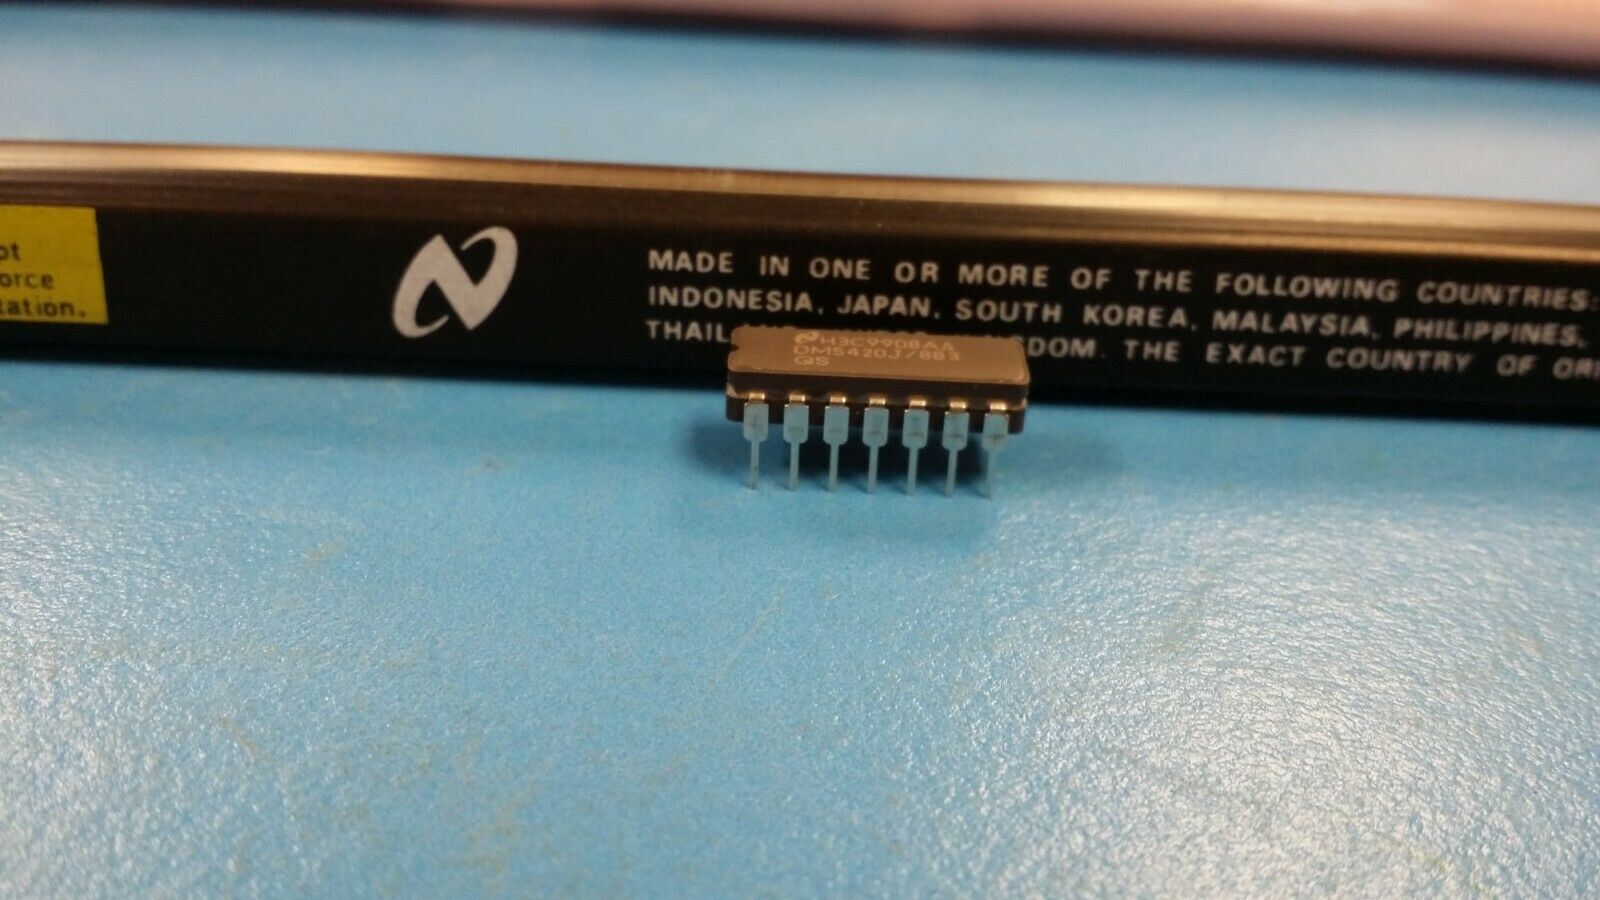 ot
orce
tation.
MADE IN ONE OR MORE OF THE FOLLOWING COUNTRIES:
INDONESIA, JAPAN, SOUTH KOREA, MALAYSIA, PHILIPPINES,
THAIL DOM. THE EXACT COUNTRY OF ORI
H3C9908AA
DM5420J/883
QS